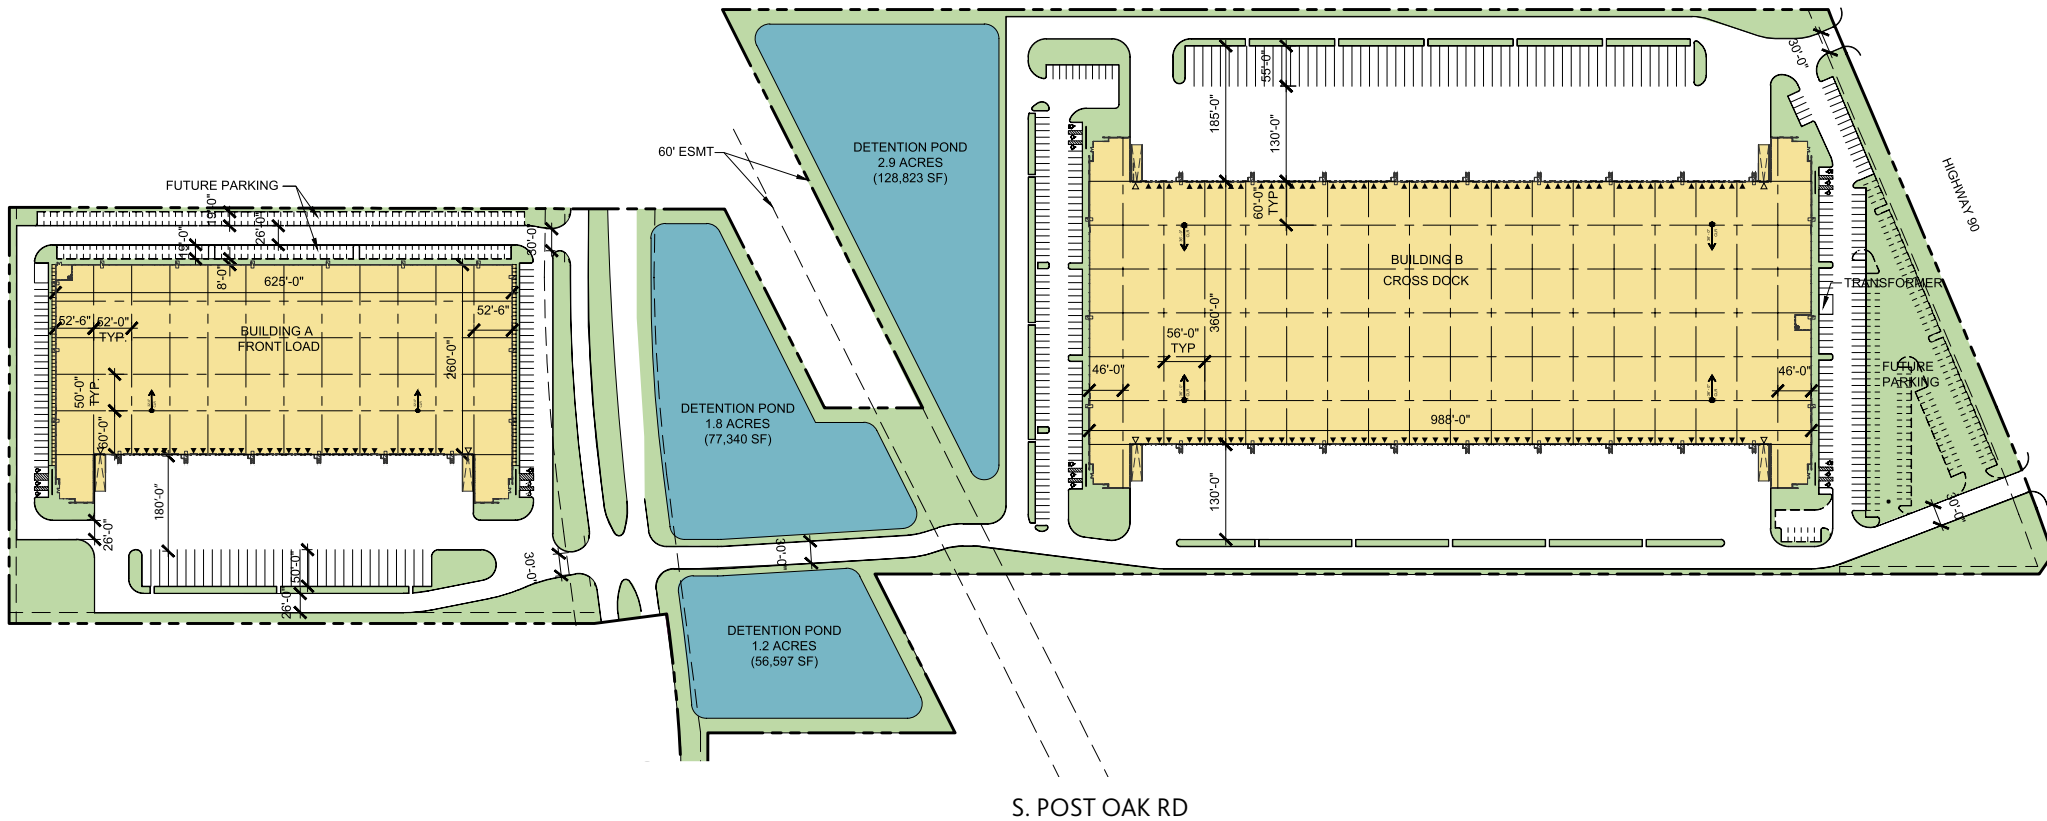 30'-0"
55'-0"
185'-0"
130'-0"
DETENTION POND
2.9 ACRES
(128,823 SF)
60' ESMT
HIGHWAY 90
FUTURE PARKING
19'-0"
26'-0"
60'-0"
TYP
30'-0"
8'-0"
625'-0"
BUILDING B
CROSS DOCK
TRANSFORMER
52'-6"
52'-0"
TYP.
52'-6"
BUILDING A
FRONT LOAD
260'-0"
360'-0"
56'-0"
TYP
46'-0"
46'-0"
FUTURE
PARKING
50'-0"
TYP.
60'-0"
DETENTION POND
1.8 ACRES
(77,340 SF)
988'-0"
180'-0"
26'-0"
130'-0"
30'-0"
50'-0"
26'-0"
30'-0"
30'-0"
DETENTION POND
1.2 ACRES
(56,597 SF)
S. POST OAK RD